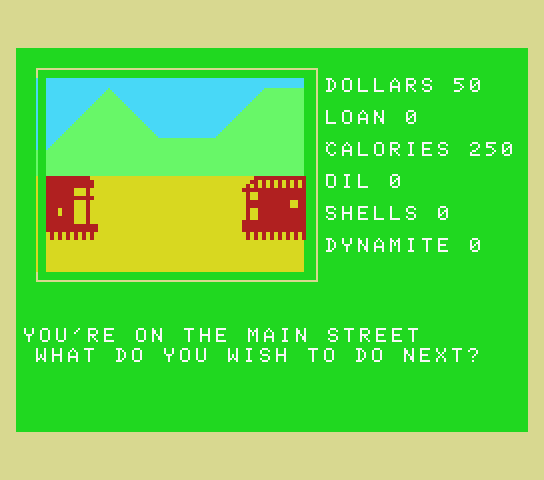 DOLLARS 50
LOAN 0
CALORIES 250
OIL 0
SHELLS 0
DYNAMITE 0
YOU'RE ON THE MAIN STREET
WHAT DO YOU WISH TO DO NEXT?